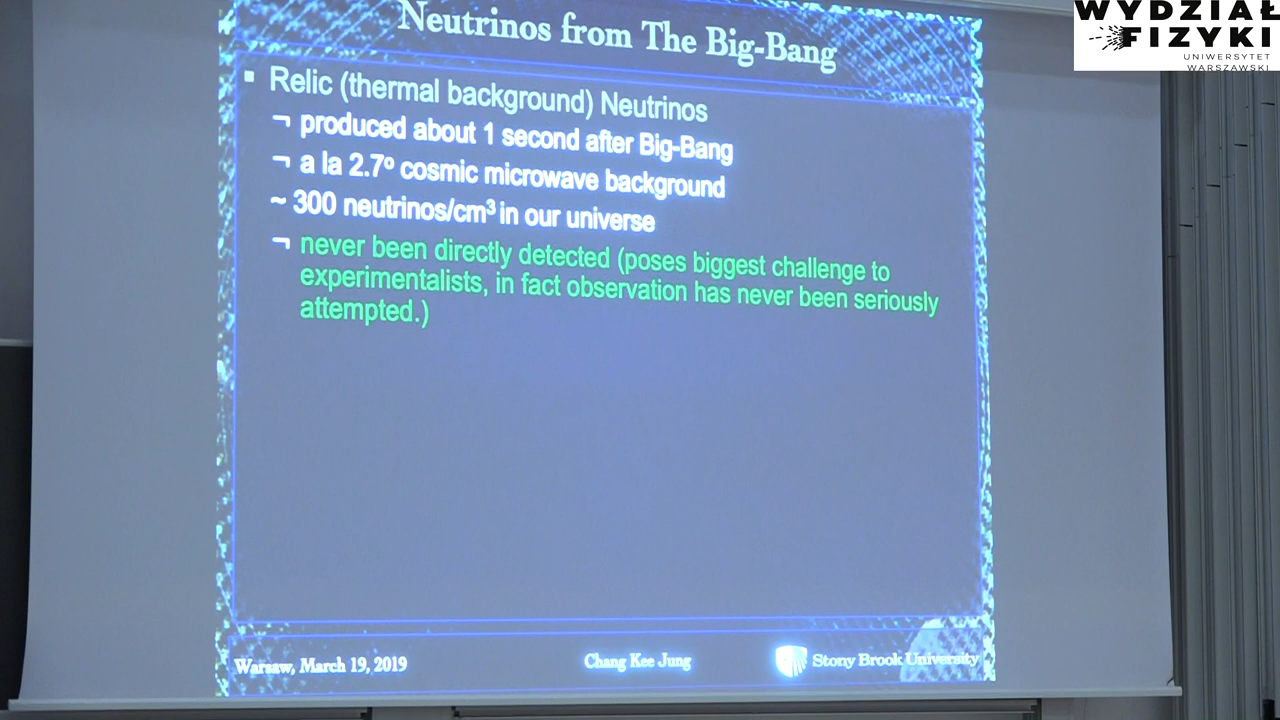 WYDZIAŁ
FIZYKI
UNIWERSYTET
WARSZAWSKI
Neutrinos from The Big-Bang
▪ Relic (thermal background) Neutrinos
¬ produced about 1 second after Big-Bang
¬ a la 2.7º cosmic microwave background
~ 300 neutrinos/cm³ in our universe
¬ never been directly detected (poses biggest challenge to
experimentalists, in fact observation has never been seriously
attempted.)
Warsaw, March 19, 2019
Chang Kee Jung
Stony Brook University